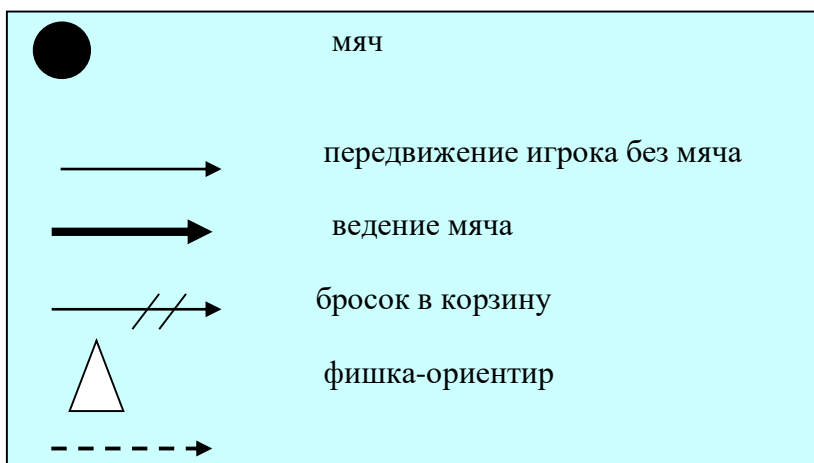 мяч
передвижение игрока без мяча
ведение мяча
бросок в корзину
фишка-ориентир